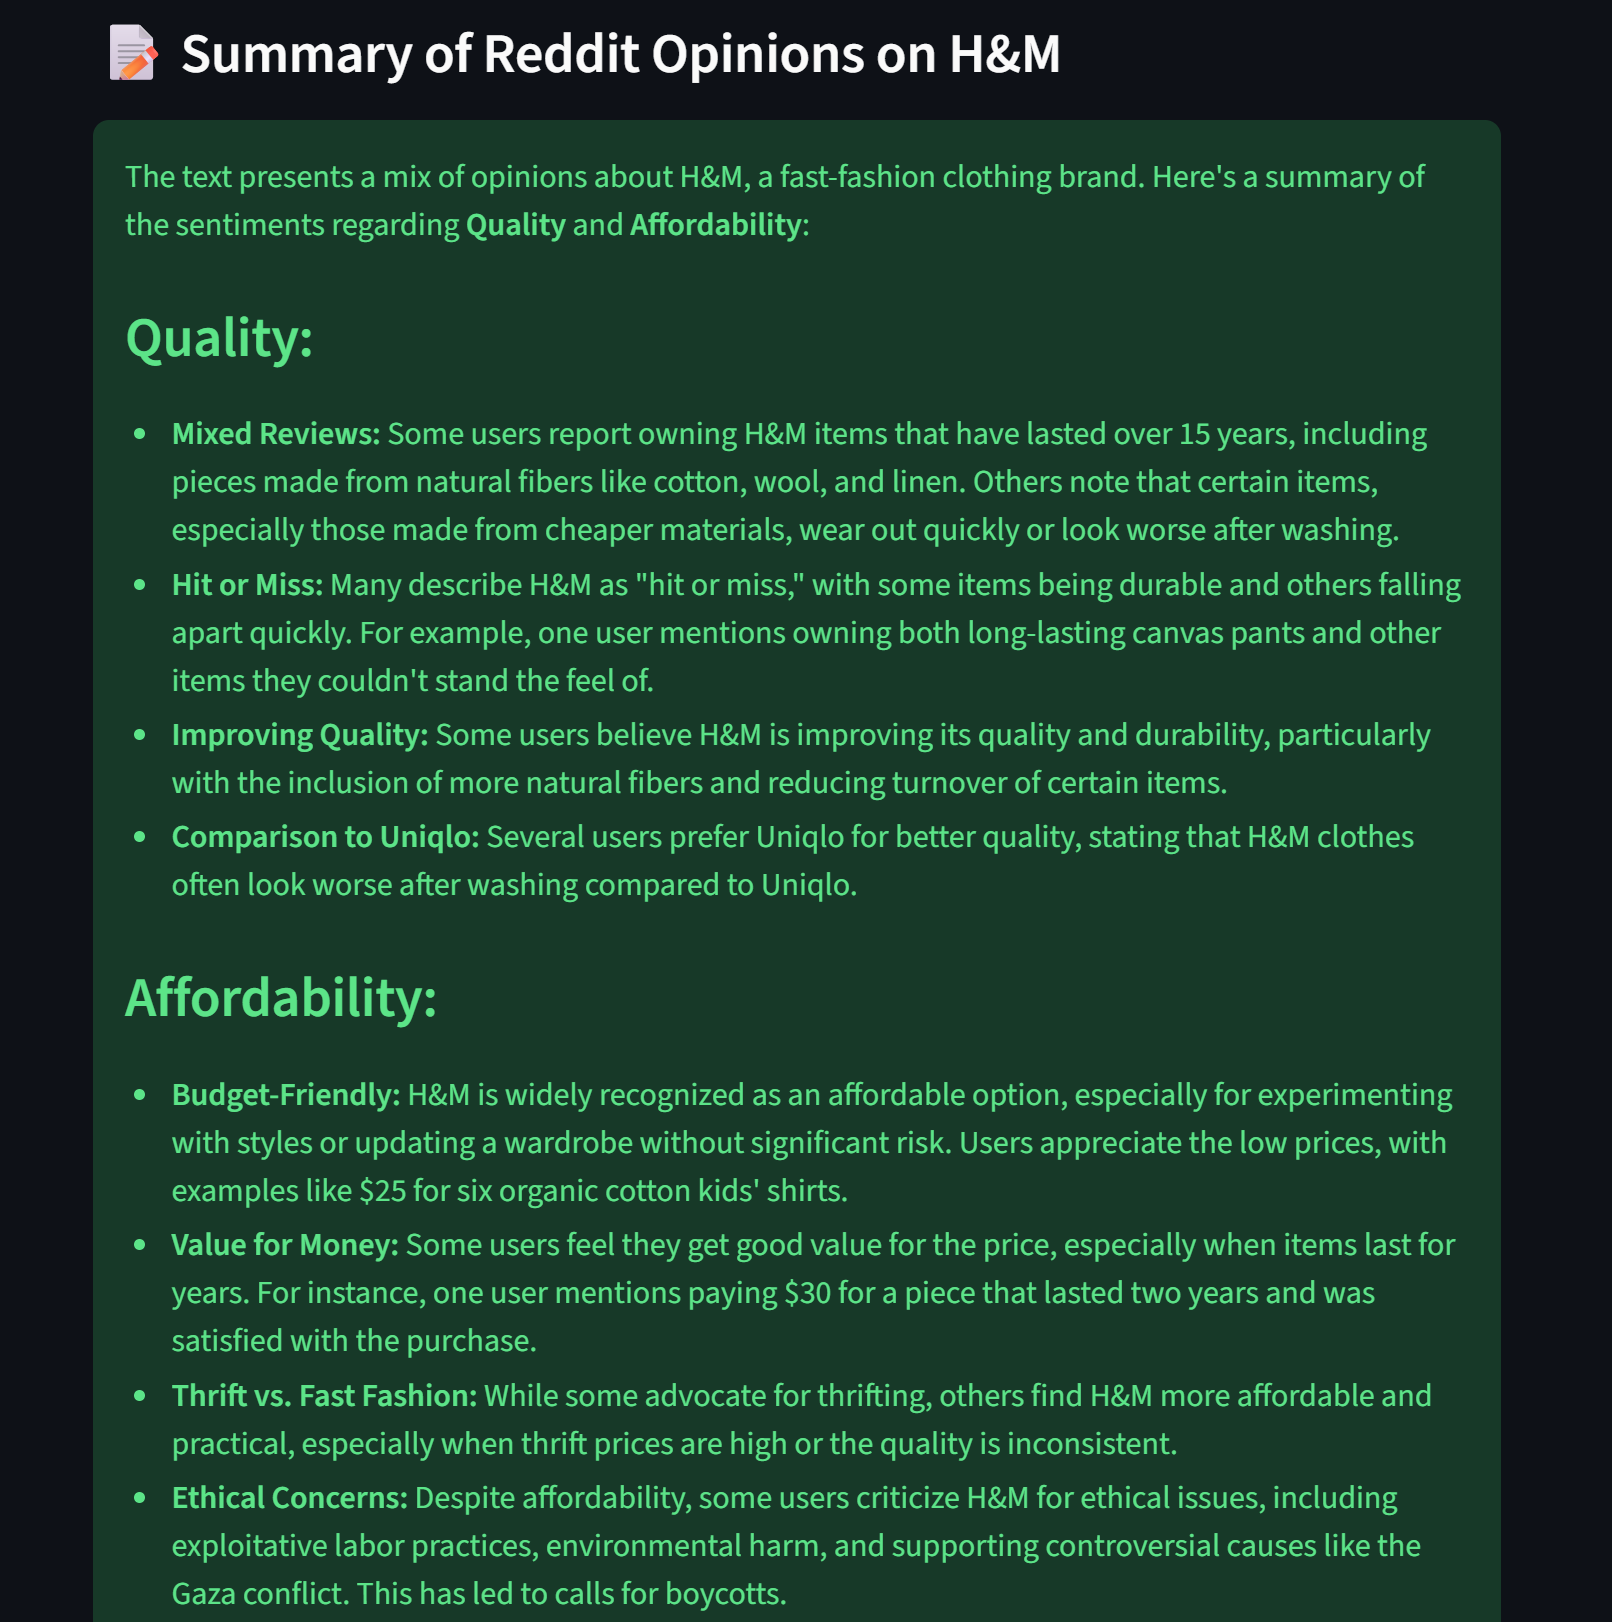 Summary of Reddit Opinions on H&M
The text presents a mix of opinions about H&M, a fast-fashion clothing brand. Here's a summary of
the sentiments regarding Quality and Affordability:
Quality:
• Mixed Reviews: Some users report owning H&M items that have lasted over 15 years, including
pieces made from natural fibers like cotton, wool, and linen. Others note that certain items,
especially those made from cheaper materials, wear out quickly or look worse after washing.
• Hit or Miss: Many describe H&M as "hit or miss," with some items being durable and others falling
apart quickly. For example, one user mentions owning both long-lasting canvas pants and other
items they couldn't stand the feel of.
• Improving Quality: Some users believe H&M is improving its quality and durability, particularly
with the inclusion of more natural fibers and reducing turnover of certain items.
• Comparison to Uniqlo: Several users prefer Uniqlo for better quality, stating that H&M clothes
often look worse after washing compared to Uniqlo.
Affordability:
• Budget-Friendly: H&M is widely recognized as an affordable option, especially for experimenting
with styles or updating a wardrobe without significant risk. Users appreciate the low prices, with
examples like $25 for six organic cotton kids' shirts.
• Value for Money: Some users feel they get good value for the price, especially when items last for
years. For instance, one user mentions paying $30 for a piece that lasted two years and was
satisfied with the purchase.
• Thrift vs. Fast Fashion: While some advocate for thrifting, others find H&M more affordable and
practical, especially when thrift prices are high or the quality is inconsistent.
• Ethical Concerns: Despite affordability, some users criticize H&M for ethical issues, including
exploitative labor practices, environmental harm, and supporting controversial causes like the
Gaza conflict. This has led to calls for boycotts.